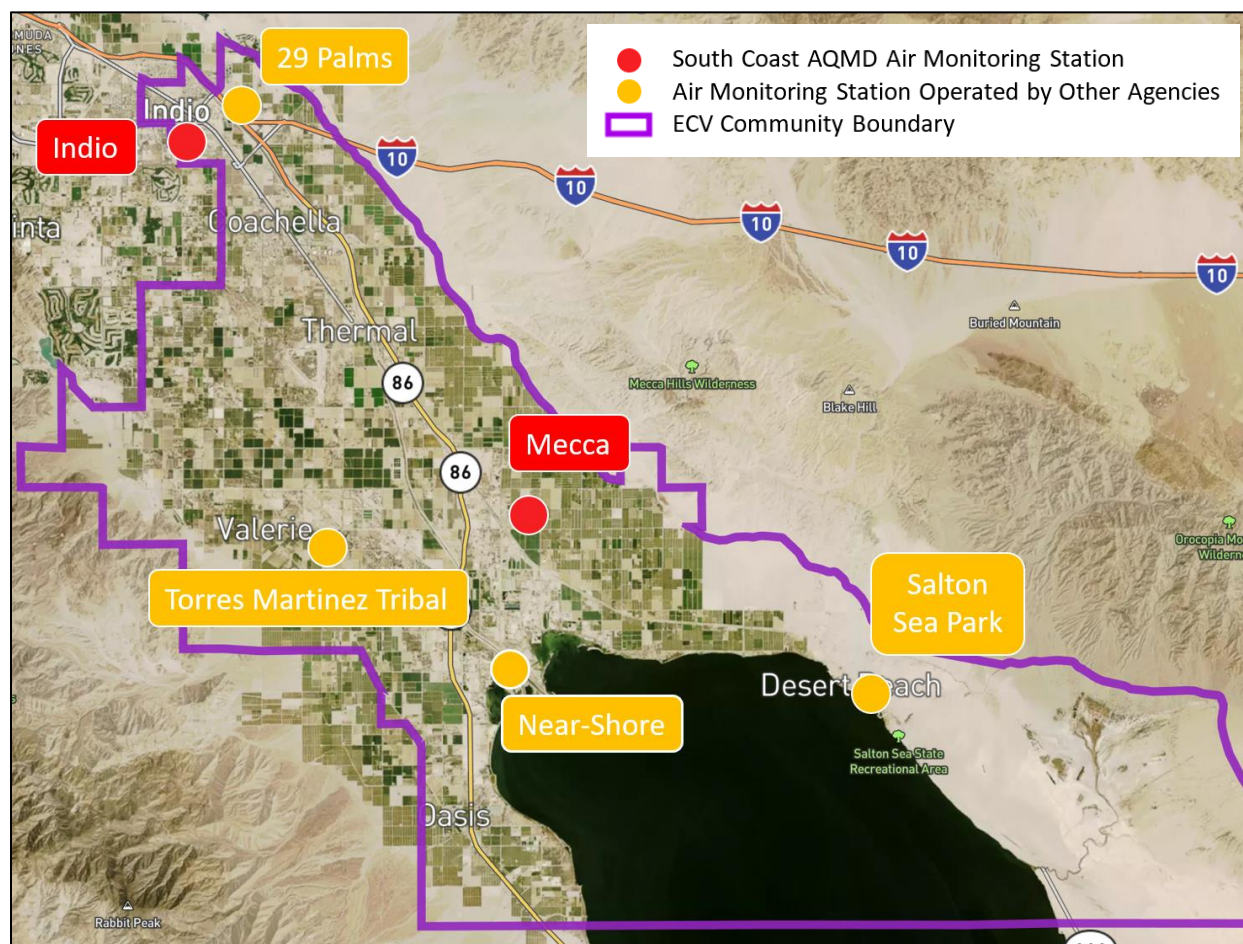 29 Palms
South Coast AQMD Air Monitoring Station
Air Monitoring Station Operated by Other Agencies
ECV Community Boundary
Indio
Indio
10
10
10
10
10
Coachella
Thermal
Buried Mountain
Mecca Hills Wilderness
Blake Hill
86
Mecca
86
Valerie
Torres Martinez Tribal
Salton
Sea Park
Desert Beach
Near-Shore
Salton Sea State
Recreational Area
Oasis
Rabbit Peak